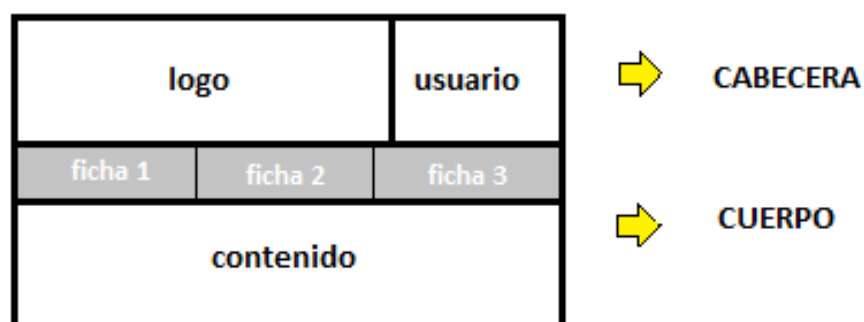 logo usuario CABECERA
ficha 1 ficha 2 ficha 3
CUERPO
contenido